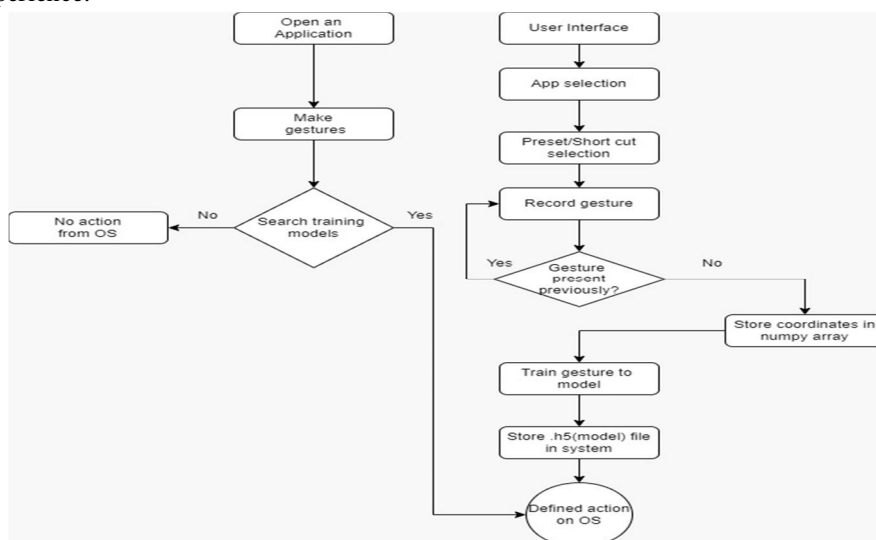 Open an
Application
User Interface
App selection
Make
gestures
Preset/Short cut
selection
Record gesture
No action
from OS
No
Search training
models
Yes
Yes
Gesture
present
previously?
No
Store coordinates in
numpy array
Train gesture to
model
Store .h5(model) file
in system
Defined action
on OS